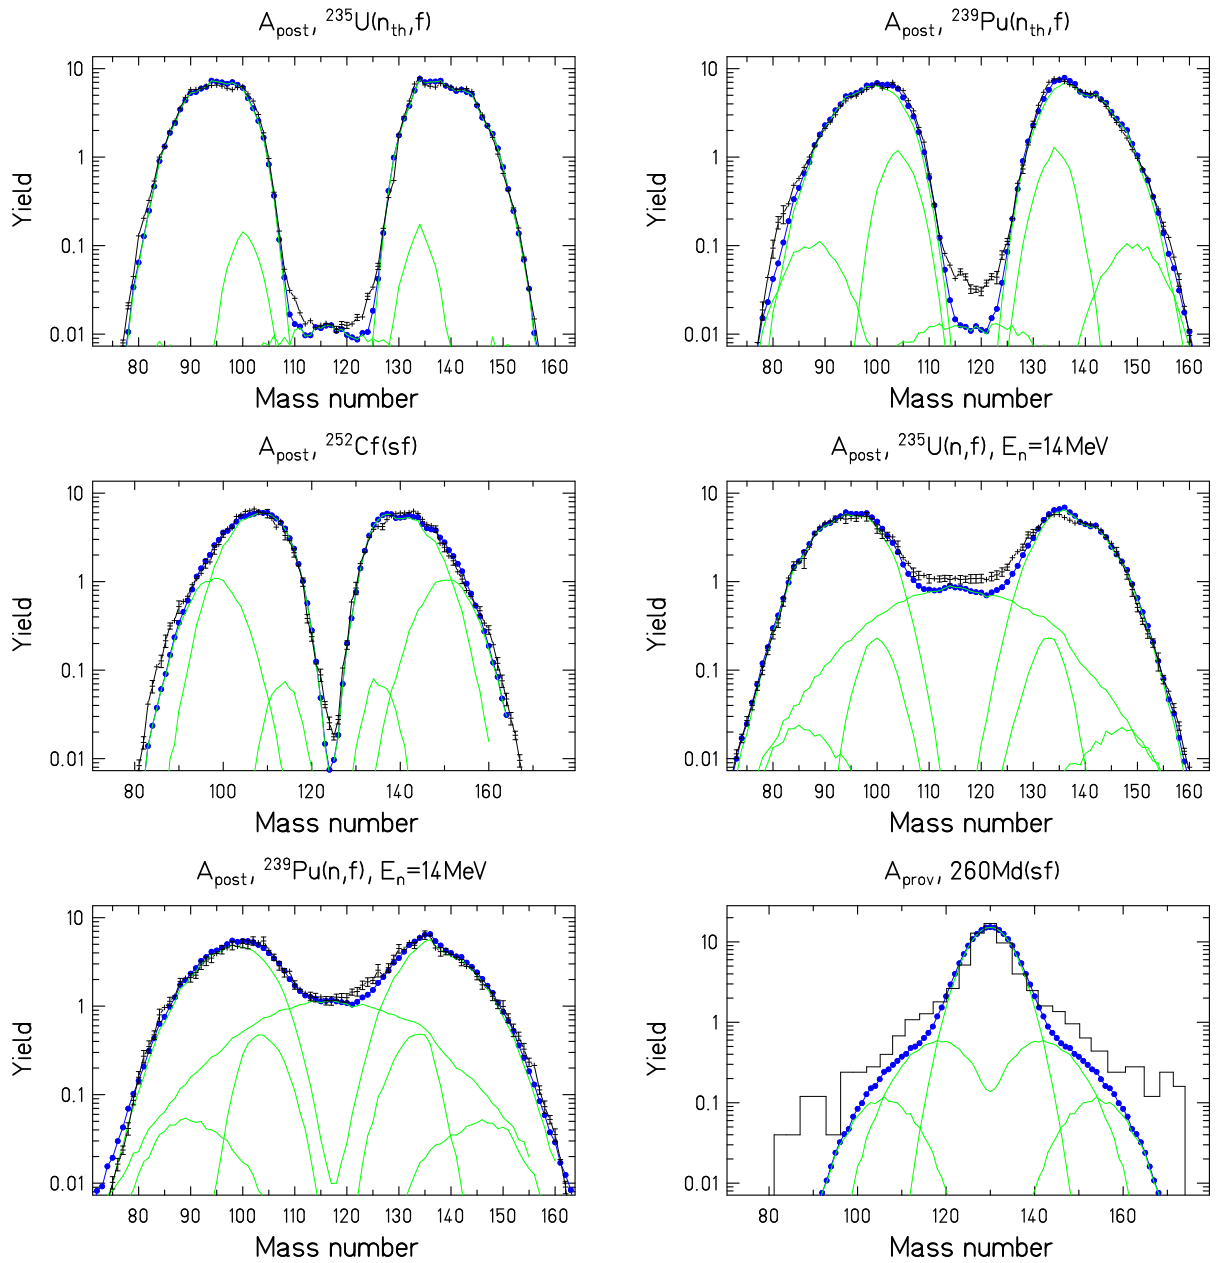 A_post, ^235U(n_th,f)
10
1
0.1
0.01
Yield
80 90 100 110 120 130 140 150 160
Mass number
A_post, ^239Pu(n_th,f)
10
1
0.1
0.01
Yield
80 90 100 110 120 130 140 150 160
Mass number
A_post, ^252Cf(sf)
10
1
0.1
0.01
Yield
80 100 120 140 160
Mass number
A_post, ^235U(n,f), E_n=14MeV
10
1
0.1
0.01
Yield
80 90 100 110 120 130 140 150 160
Mass number
A_post, ^239Pu(n,f), E_n=14MeV
10
1
0.1
0.01
Yield
80 90 100 110 120 130 140 150 160
Mass number
A_prov, 260Md(sf)
10
1
0.1
0.01
Yield
80 100 120 140 160
Mass number